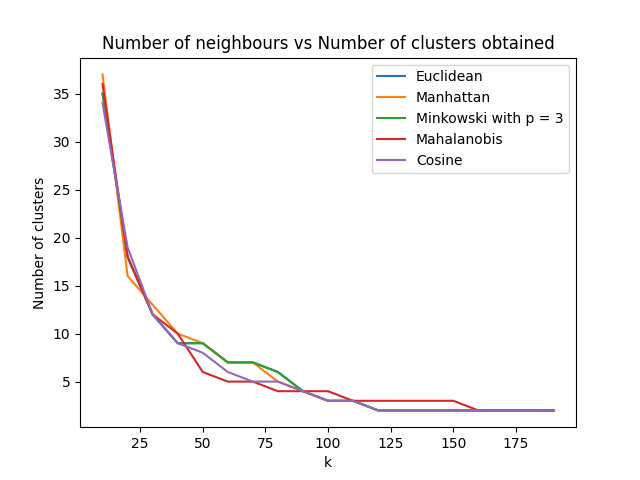 Number of neighbours vs Number of clusters obtained
Euclidean
Manhattan
Minkowski with p = 3
Mahalanobis
Cosine
Number of clusters
35
30
25
20
15
10
5
25
50
75
100
125
150
175
k